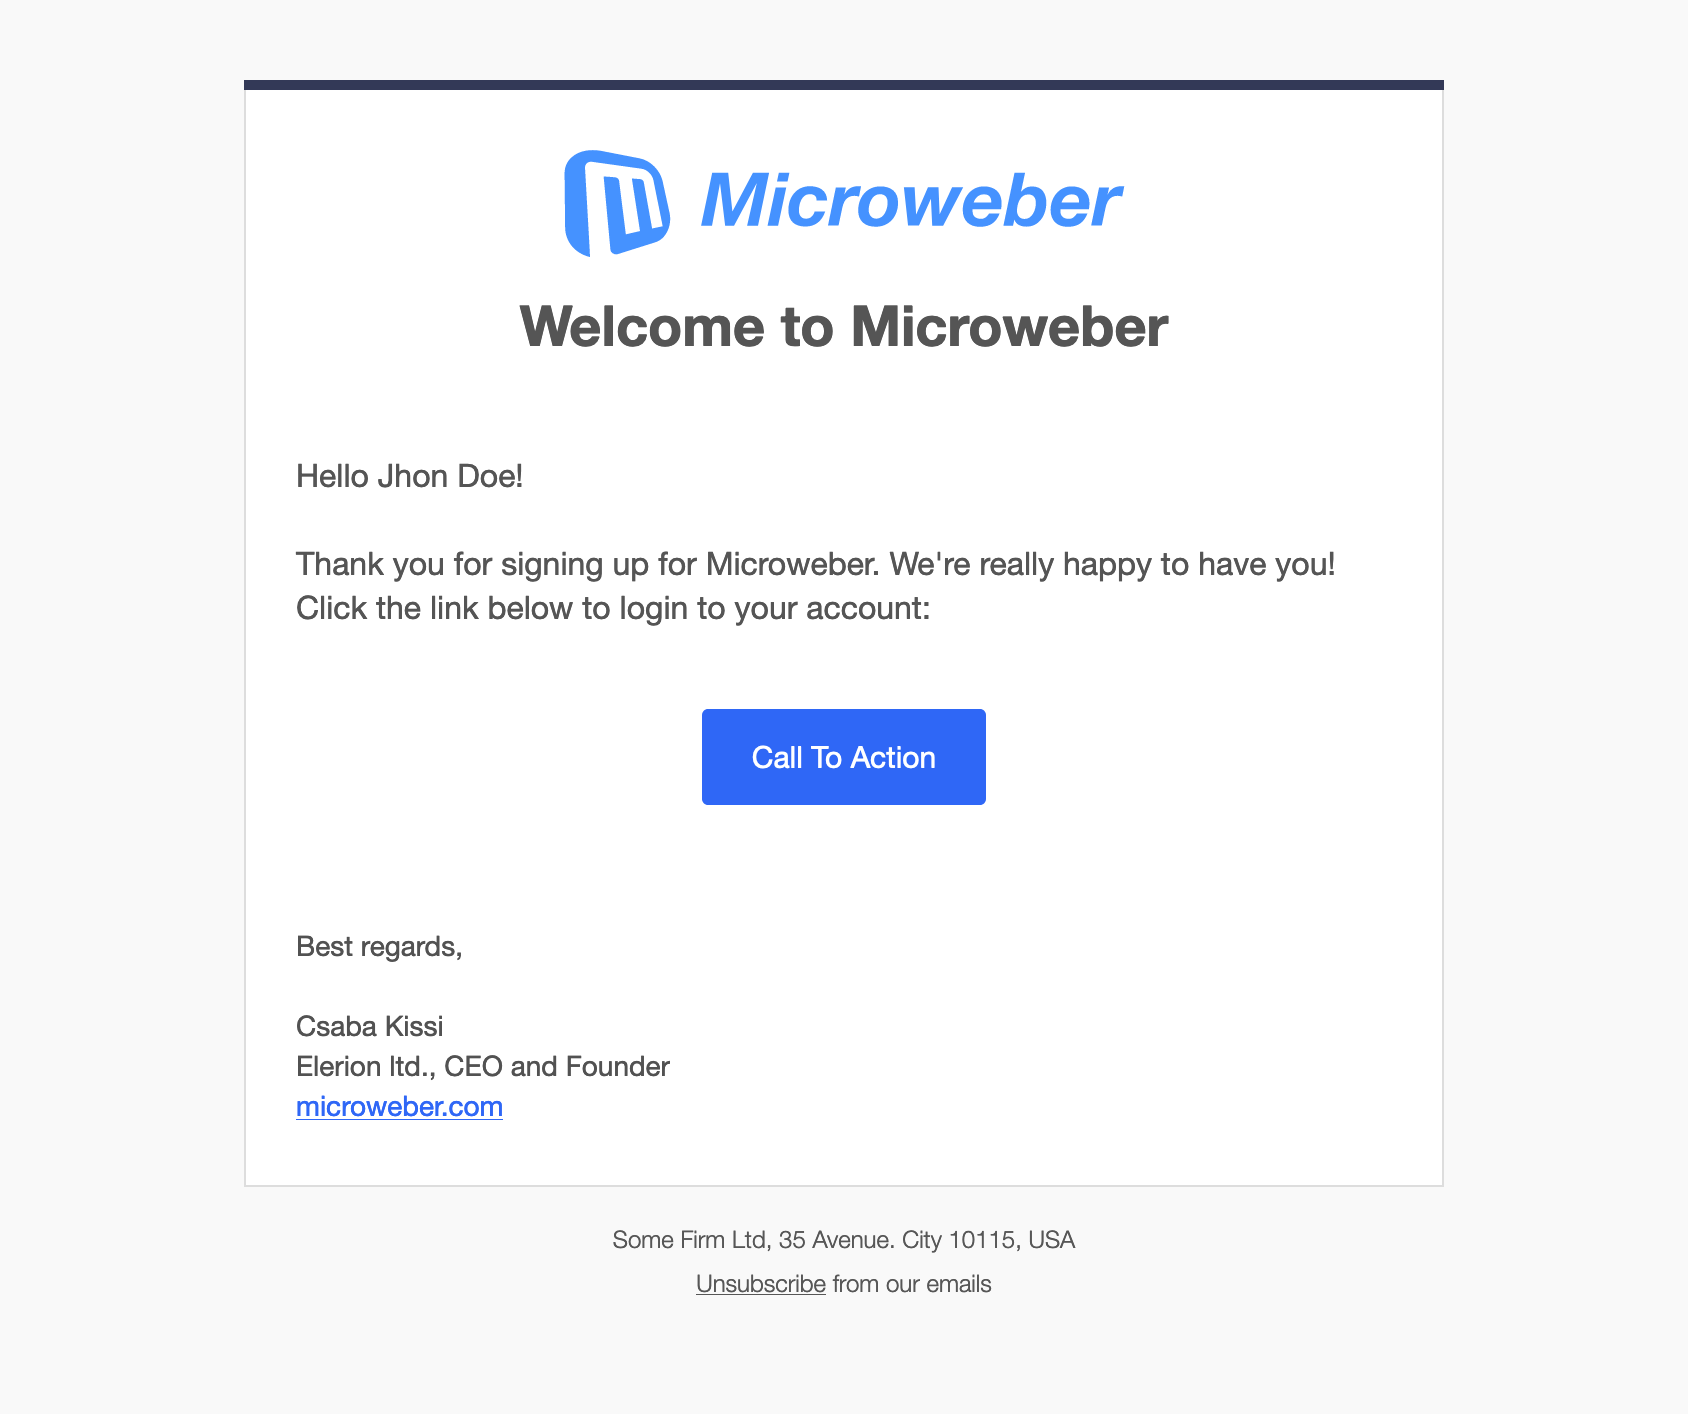 Microweber
Welcome to Microweber
Hello Jhon Doe!
Thank you for signing up for Microweber. We're really happy to have you!
Click the link below to login to your account:
Call To Action
Best regards,
Csaba Kissi
Elerion ltd., CEO and Founder
microweber.com
Some Firm Ltd, 35 Avenue. City 10115, USA
Unsubscribe from our emails